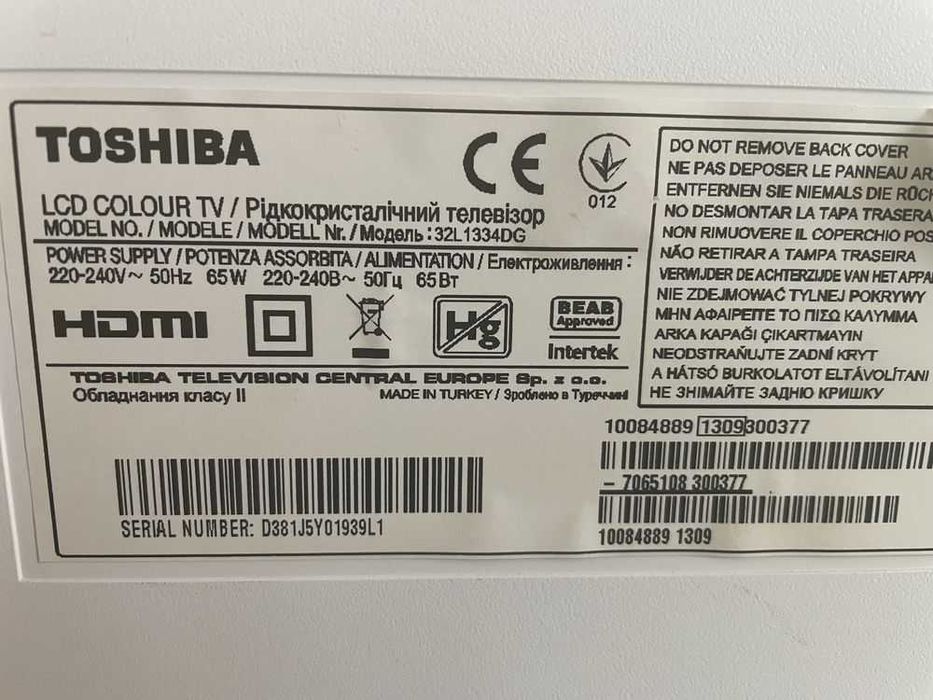 TOSHIBA
CE
012
LCD COLOUR TV / Рідкокристалічний телевізор
MODEL NO. / MODELE / MODELL Nr. / Модель : 32L1334DG
POWER SUPPLY / POTENZA ASSORBITA / ALIMENTATION / Електроживлення :
220-240V~ 50Hz 65W 220-240В~ 50Гц 65Вт
HDMI
Hg
BEAB
Approved
Intertek
TOSHIBA TELEVISION CENTRAL EUROPE Sp. z o.o.
Обладнання класу II
MADE IN TURKEY / Зроблено в Туреччині
DO NOT REMOVE BACK COVER
NE PAS DEPOSER LE PANNEAU AR
ENTFERNEN SIE NIEMALS DIE RÜCK
NO DESMONTAR LA TAPA TRASERA
NON RIMUOVERE IL COPERCHIO POS
NÃO RETIRAR A TAMPA TRASEIRA
VERWIJDER DE ACHTERZIJDE VAN HET APPA
NIE ZDEJMOWAĆ TYLNEJ POKRYWY
ΜΗΝ ΑΦΑΙΡΕΙΤΕ ΤΟ ΠΙΣΩ ΚΑΛΥΜΜΑ
ARKA KAPAĞI ÇIKARTMAYIN
NEODSTRAŇUJTE ZADNÍ KRYT
A HÁTSÓ BURKOLATOT ELTÁVOLÍTANI
НЕ ЗНІМАЙТЕ ЗАДНЮ КРИШКУ
10084889 1309300377
- 7065108 300377
10084889 1309
SERIAL NUMBER: D381J5Y01939L1